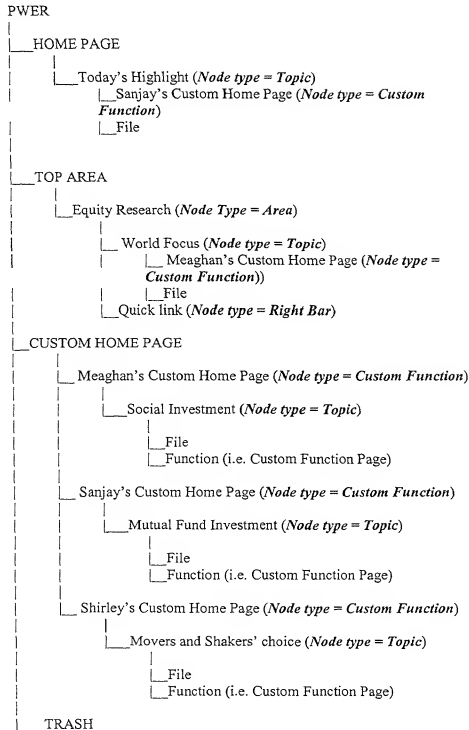 PWER
HOME PAGE
Today's Highlight (Node type = Topic)
Sanjay's Custom Home Page (Node type = Custom
Function)
File
TOP AREA
Equity Research (Node Type = Area)
World Focus (Node type = Topic)
Meaghan's Custom Home Page (Node type =
Custom Function))
File
Quick link (Node type = Right Bar)
CUSTOM HOME PAGE
Meaghan's Custom Home Page (Node type = Custom Function)
Social Investment (Node type = Topic)
File
Function (i.e. Custom Function Page)
Sanjay's Custom Home Page (Node type = Custom Function)
Mutual Fund Investment (Node type = Topic)
File
Function (i.e. Custom Function Page)
Shirley's Custom Home Page (Node type = Custom Function)
Movers and Shakers' choice (Node type = Topic)
File
Function (i.e. Custom Function Page)
TRASH